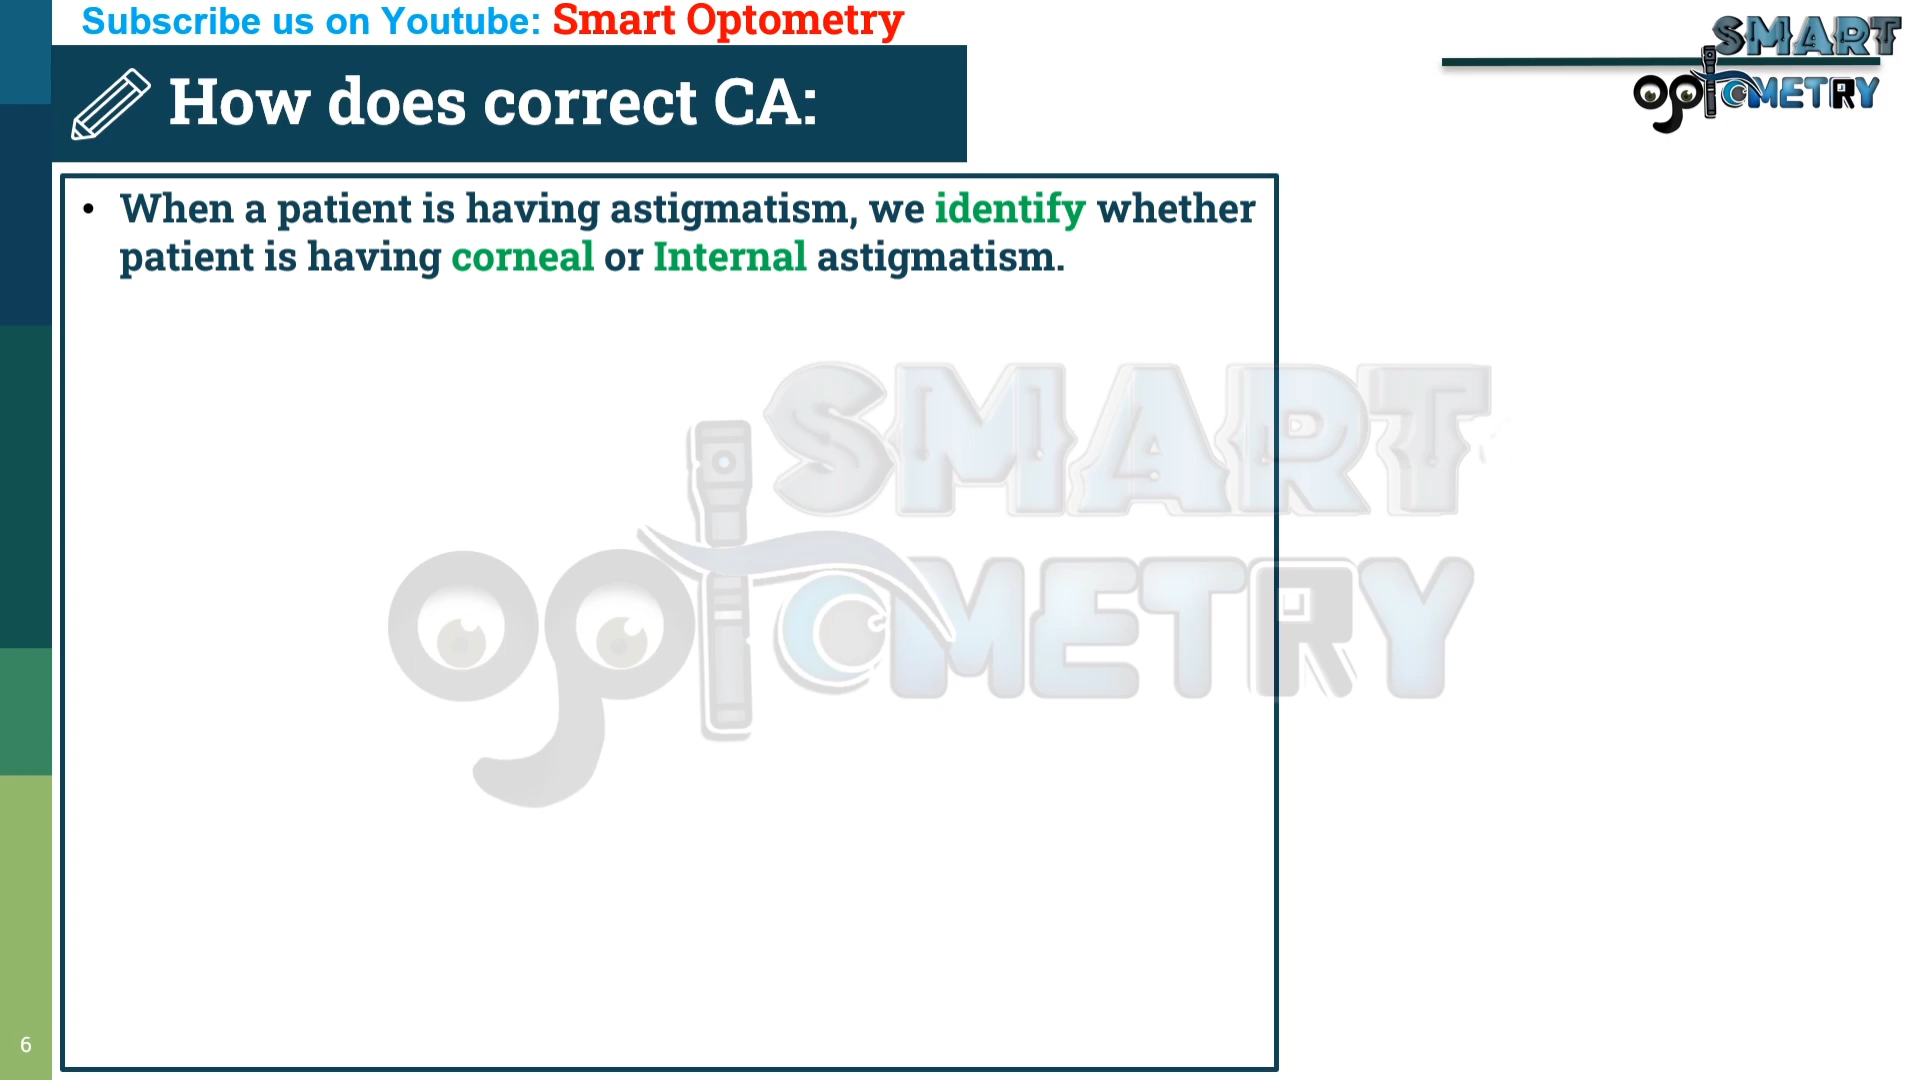 Subscribe us on Youtube: Smart Optometry
SMART
OPTOMETRY
How does correct CA:
• When a patient is having astigmatism, we identify whether
patient is having corneal or Internal astigmatism.
SMART
OPTOMETRY
6